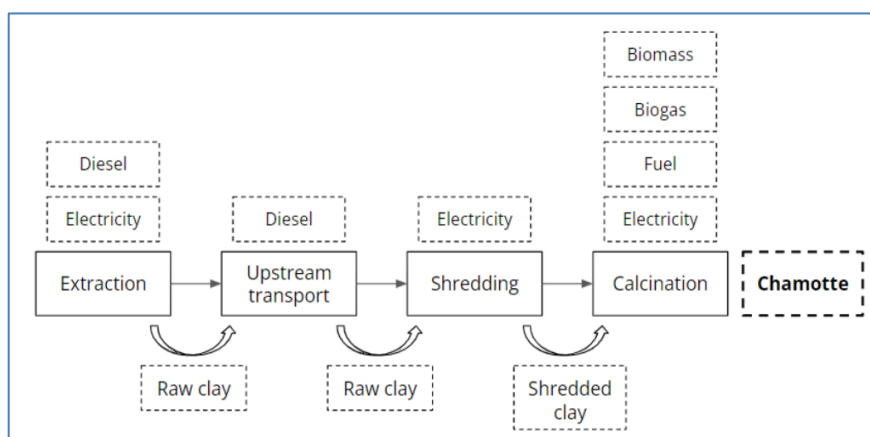 Biomass
Biogas
Diesel
Fuel
Electricity
Diesel
Electricity
Electricity
Extraction
Upstream
transport
Shredding
Calcination
Chamotte
Raw clay
Raw clay
Shredded
clay